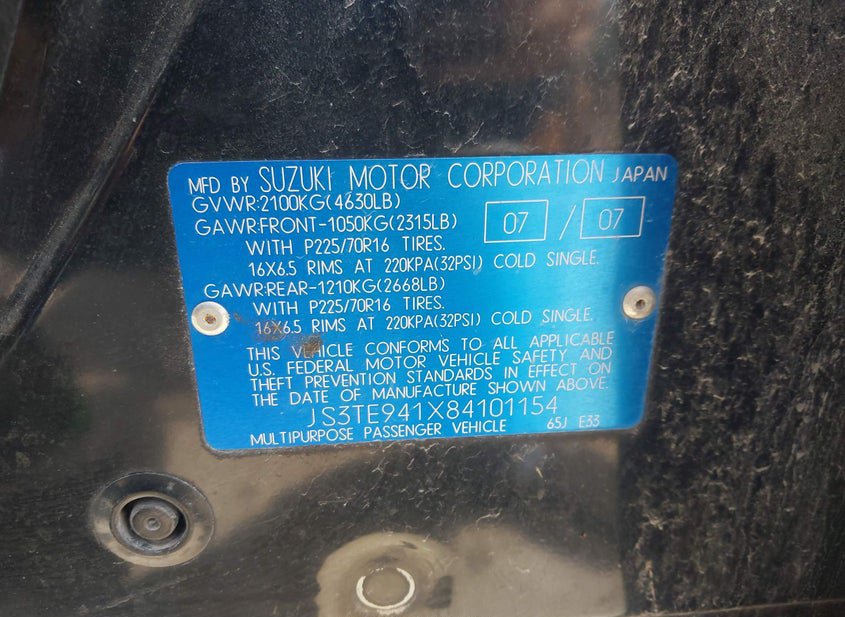 MFD BY SUZUKI MOTOR CORPORATION JAPAN
GVWR:2100KG(4630LB)
GAWR:FRONT-1050KG(2315LB) 07 / 07
WITH P225/70R16 TIRES.
16X6.5 RIMS AT 220KPA(32PSI) COLD SINGLE.
GAWR:REAR-1210KG(2668LB)
WITH P225/70R16 TIRES.
16X6.5 RIMS AT 220KPA(32PSI) COLD SINGLE.
THIS VEHICLE CONFORMS TO ALL APPLICABLE
U.S. FEDERAL MOTOR VEHICLE SAFETY AND
THEFT PREVENTION STANDARDS IN EFFECT ON
THE DATE OF MANUFACTURE SHOWN ABOVE.
JS3TE941X84101154
MULTIPURPOSE PASSENGER VEHICLE 65J E33